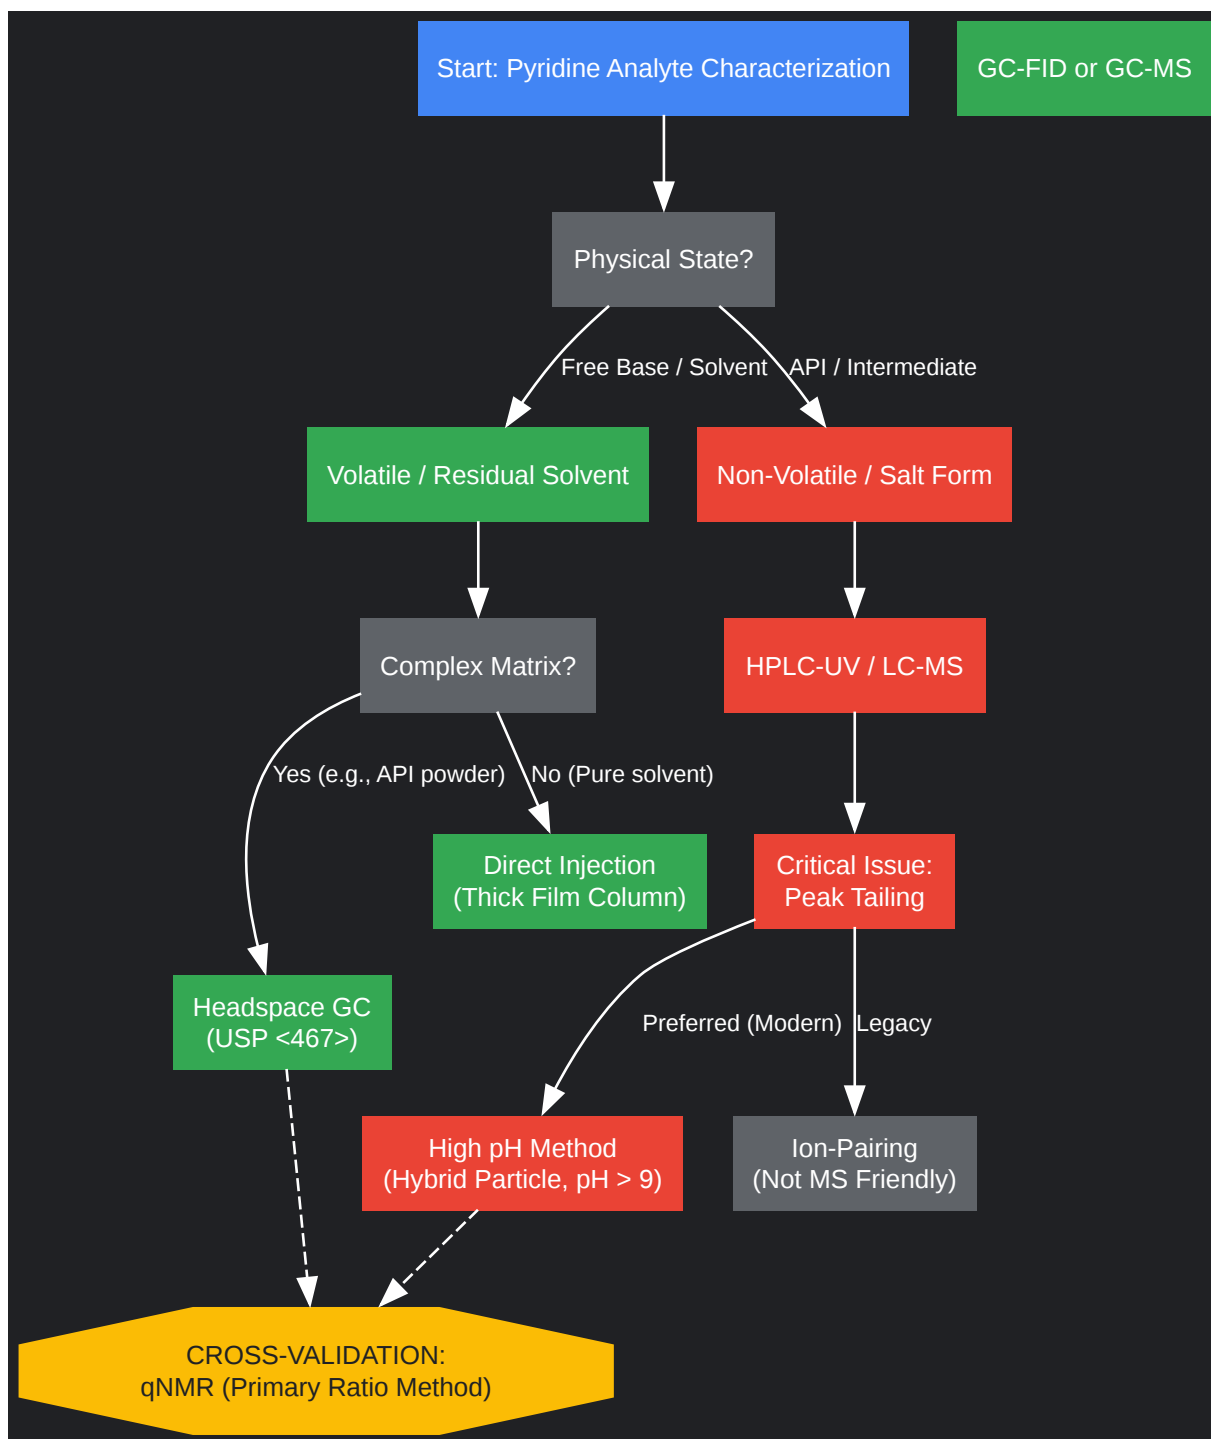 Start: Pyridine Analyte Characterization
GC-FID or GC-MS
Physical State?
Free Base / Solvent
API / Intermediate
Volatile / Residual Solvent
Non-Volatile / Salt Form
Complex Matrix?
HPLC-UV / LC-MS
Yes (e.g., API powder)
No (Pure solvent)
Direct Injection
(Thick Film Column)
Critical Issue:
Peak Tailing
Headspace GC
(USP <467>)
Preferred (Modern)
Legacy
High pH Method
(Hybrid Particle, pH > 9)
Ion-Pairing
(Not MS Friendly)
CROSS-VALIDATION:
qNMR (Primary Ratio Method)